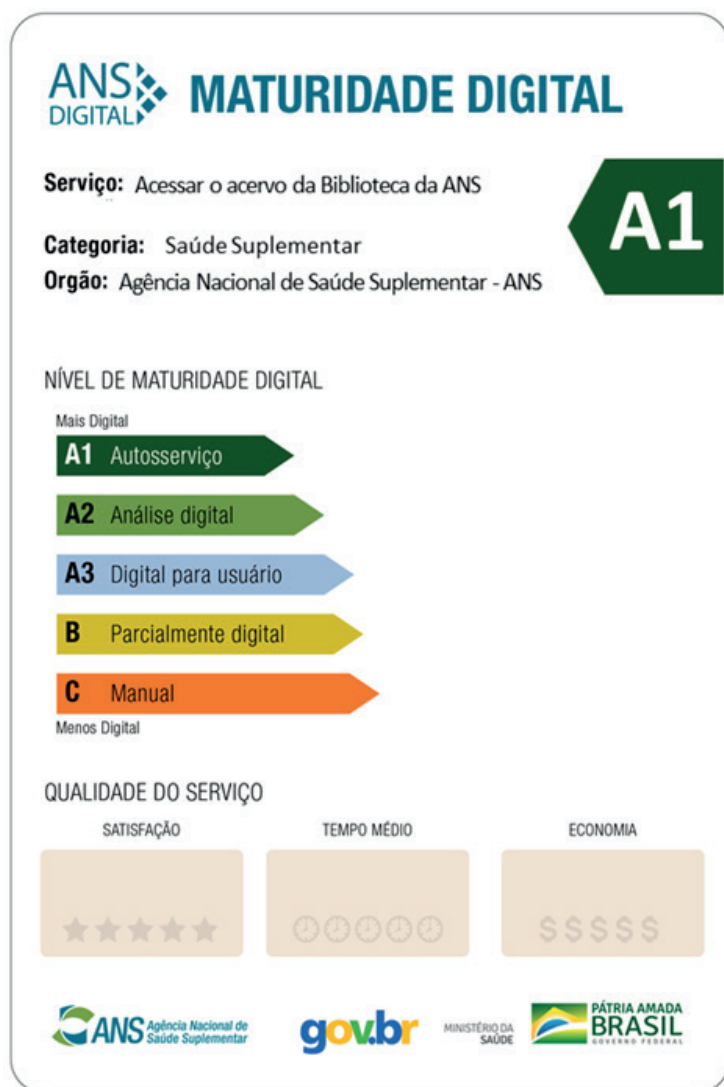 ANS
DIGITAL
MATURIDADE DIGITAL
Serviço: Acessar o acervo da Biblioteca da ANS
A1
Categoria: Saúde Suplementar
Orgão: Agência Nacional de Saúde Suplementar - ANS
NÍVEL DE MATURIDADE DIGITAL
Mais Digital
A1 Autosserviço
A2 Análise digital
A3 Digital para usuário
B Parcialmente digital
C Manual
Menos Digital
QUALIDADE DO SERVIÇO
SATISFAÇÃO
TEMPO MÉDIO
ECONOMIA
$$$$$
ANS Agência Nacional de
Saúde Suplementar
gov.br
MINISTÉRIO DA
SAÚDE
PÁTRIA AMADA
BRASIL
GOVERNO FEDERAL